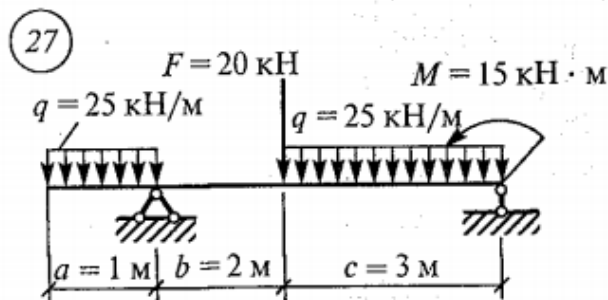 27
F = 20 кН
M = 15 кН · м
q = 25 кН/м
q = 25 кН/м
a = 1 м
b = 2 м
c = 3 м